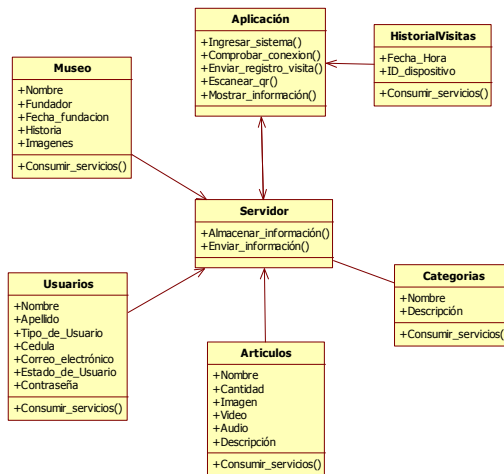 Aplicación
+Ingresar_sistema()
+Comprobar_conexion()
+Enviar_registro_visita()
+Escanear_qr()
+Mostrar_información()
HistorialVisitas
+Fecha_Hora
+ID_dispositivo
+Consumir_servicios()
Museo
+Nombre
+Fundador
+Fecha_fundacion
+Historia
+Imagenes
+Consumir_servicios()
Servidor
+Almacenar_información()
+Enviar_información()
Usuarios
+Nombre
+Apellido
+Tipo_de_Usuario
+Cedula
+Correo_electrónico
+Estado_de_Usuario
+Contraseña
+Consumir_servicios()
Articulos
+Nombre
+Cantidad
+Imagen
+Video
+Audio
+Descripción
+Consumir_servicios()
Categorias
+Nombre
+Descripción
+Consumir_servicios()